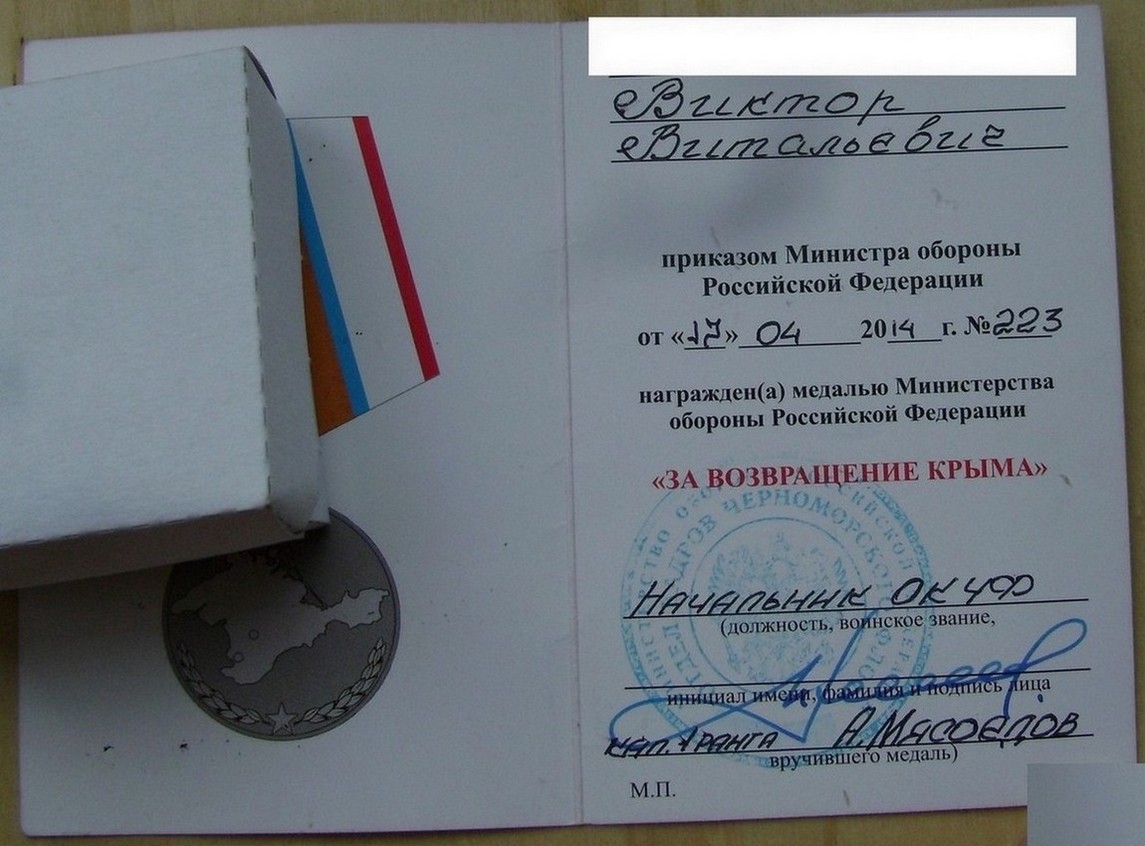 Виктор
Витальевич
приказом Министра обороны
Российской Федерации
от «17» 04 2014 г. №223
награжден(а) медалью Министерства
обороны Российской Федерации
«ЗА ВОЗВРАЩЕНИЕ КРЫМА»
ЧЕРНОМОРСКОГО
Начальник ОК ЧФ
(должность, воинское звание,
инициал имени, фамилия и подпись лица
кап. 1 ранга А.Мясоедов
вручившего медаль)
М.П.